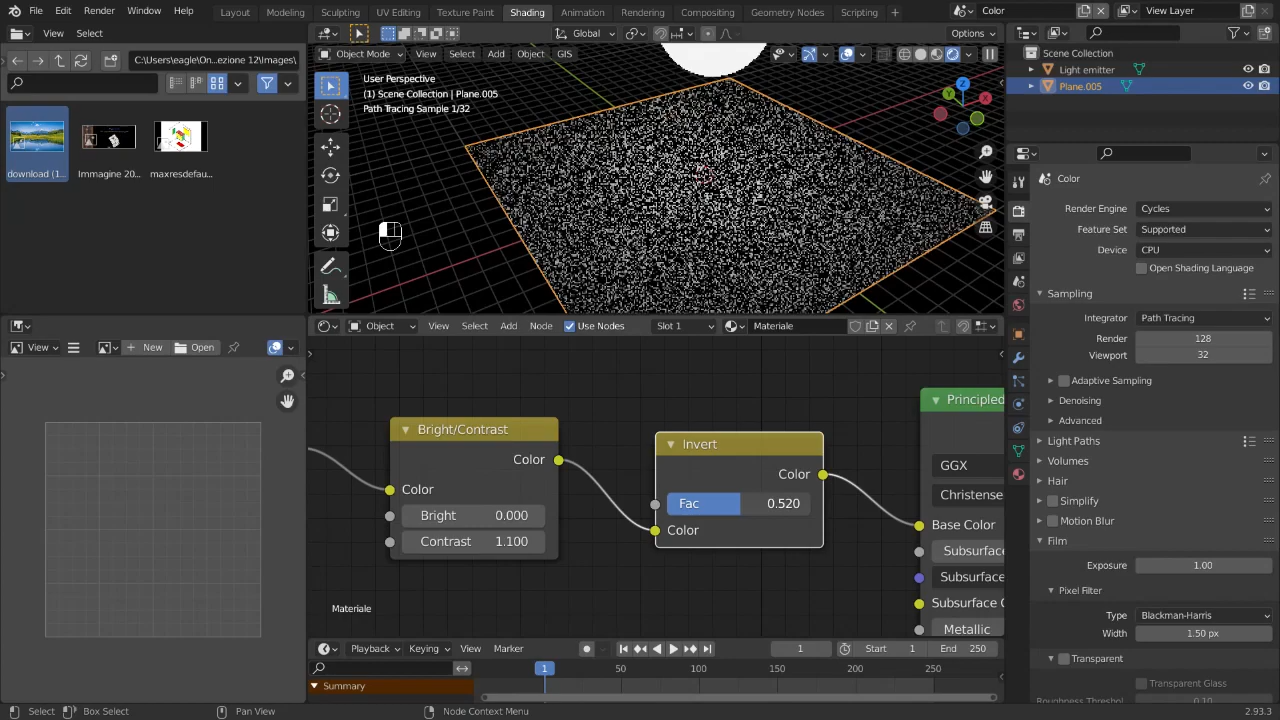 File Edit Render Window Help Layout Modeling Sculpting UV Editing Texture Paint Shading Animation Rendering Compositing Geometry Nodes Scripting + Color View Layer
View Select
C:\Users\eagle\On...ezione 12\Images\
download (1...
Immagine 20...
maxresdefau...
Global Options
Object Mode View Select Add Object GIS
User Perspective
(1) Scene Collection | Plane.005
Path Tracing Sample 1/32
Z
Y
X
Scene Collection
Light emitter
Plane.005
Color
Render Engine Cycles
Feature Set Supported
Device CPU
Open Shading Language
Sampling
Integrator Path Tracing
Render 128
Viewport 32
Adaptive Sampling
Denoising
Advanced
Light Paths
Volumes
Hair
Simplify
Motion Blur
Film
Exposure 1.00
Pixel Filter
Type Blackman-Harris
Width 1.50 px
Transparent
Transparent Glass
Roughness Threshol 0.10
View New Open
Object View Select Add Node Use Nodes Slot 1 Materiale
Bright/Contrast
Color
Color
Bright 0.000
Contrast 1.100
Invert
Color
Fac 0.520
Color
Principled
GGX
Christense
Base Color
Subsurface
Subsurface
Subsurface C
Metallic
Materiale
Playback Keying View Marker 1 Start 1 End 250
1 50 100 150 200 250
Summary
Select Box Select Pan View Node Context Menu 2.93.3